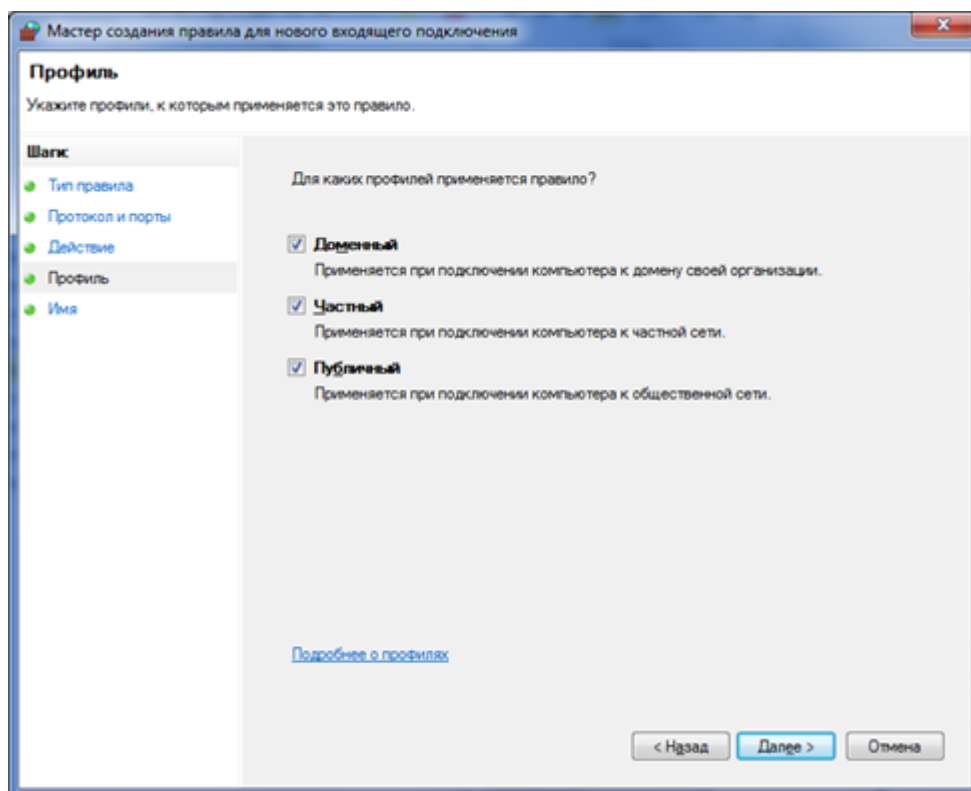 Мастер создания правила для нового входящего подключения
Профиль
Укажите профили, к которым применяется это правило.
Шаги:
Тип правила
Протокол и порты
Действие
Профиль
Имя
Для каких профилей применяется правило?
Доменный
Применяется при подключении компьютера к домену своей организации.
Частный
Применяется при подключении компьютера к частной сети.
Публичный
Применяется при подключении компьютера к общественной сети.
Подробнее о профилях
< Назад
Далее >
Отмена